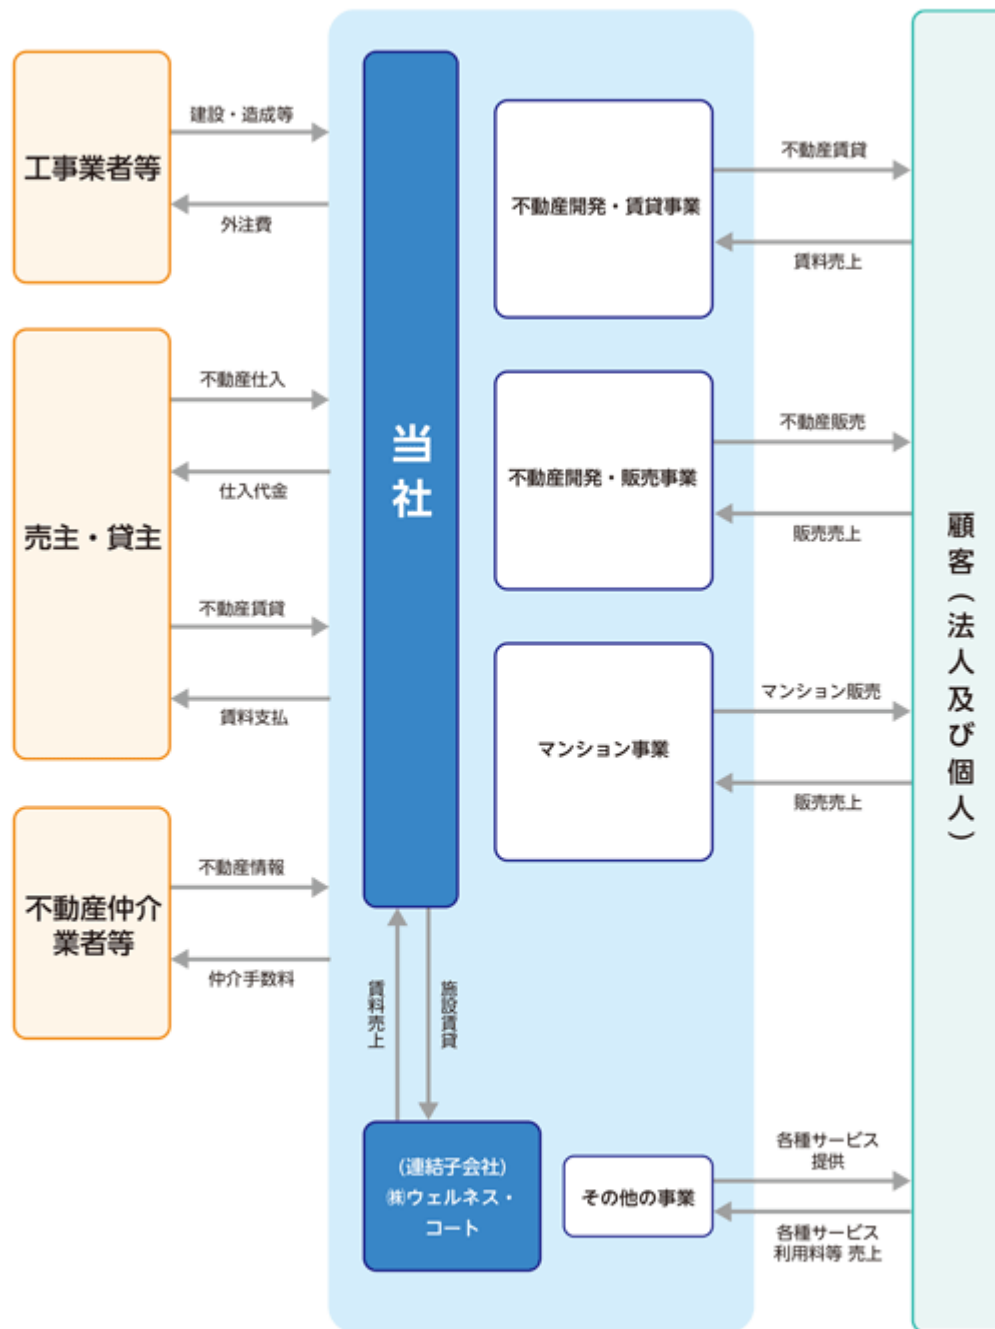 工事業者等
建設・造成等
外注費
売主・貸主
不動産仕入
仕入代金
不動産賃貸
賃料支払
不動産仲介
業者等
不動産情報
仲介手数料
当社
賃料売上
施設賃貸
(連結子会社)
㈱ウェルネス・
コート
不動産開発・賃貸事業
不動産賃貸
賃料売上
不動産開発・販売事業
不動産販売
販売売上
マンション事業
マンション販売
販売売上
その他の事業
各種サービス
提供
各種サービス
利用料等 売上
顧客(法人及び個人)